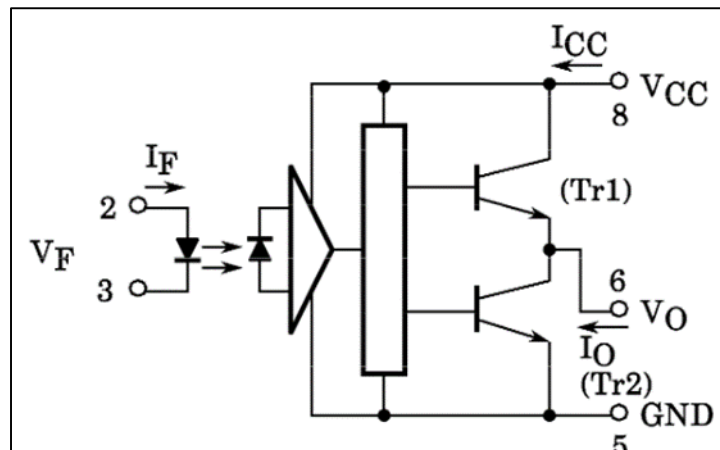 ICC
VCC
8
IF
(Tr1)
2
VF
3
6
VO
IO
(Tr2)
GND
5